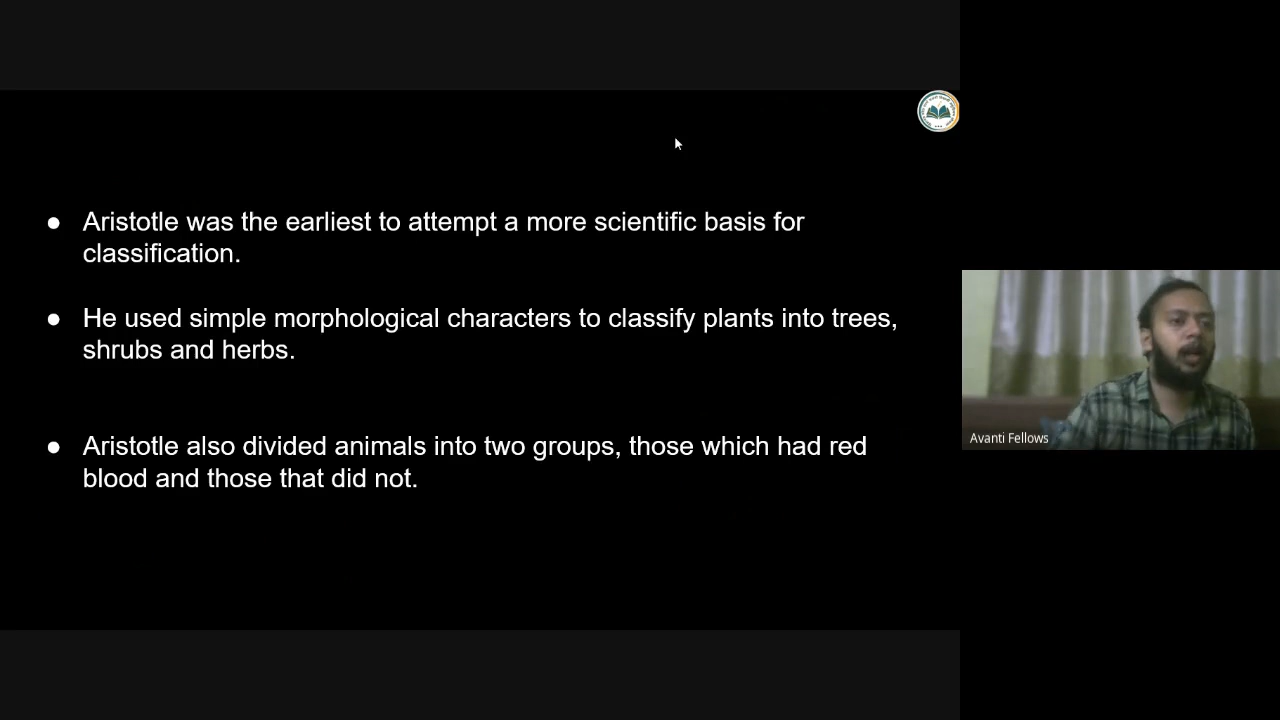 ● Aristotle was the earliest to attempt a more scientific basis for
classification.
● He used simple morphological characters to classify plants into trees,
shrubs and herbs.
● Aristotle also divided animals into two groups, those which had red
blood and those that did not.
Avanti Fellows